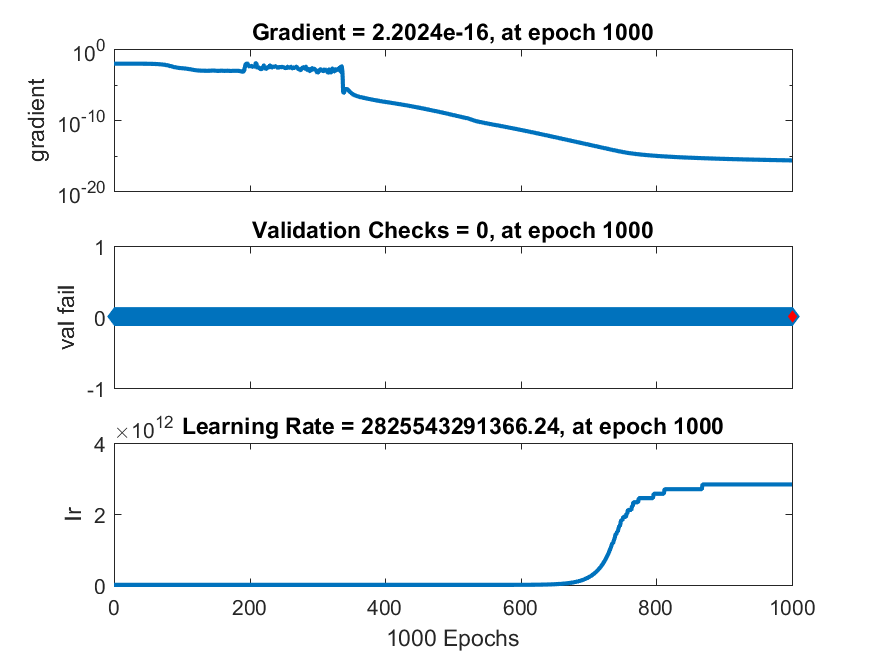 Gradient = 2.2024e-16, at epoch 1000
10^0
10^-10
10^-20
gradient
Validation Checks = 0, at epoch 1000
1
0
-1
val fail
×10^12 Learning Rate = 2825543291366.24, at epoch 1000
4
2
0
lr
0 200 400 600 800 1000
1000 Epochs